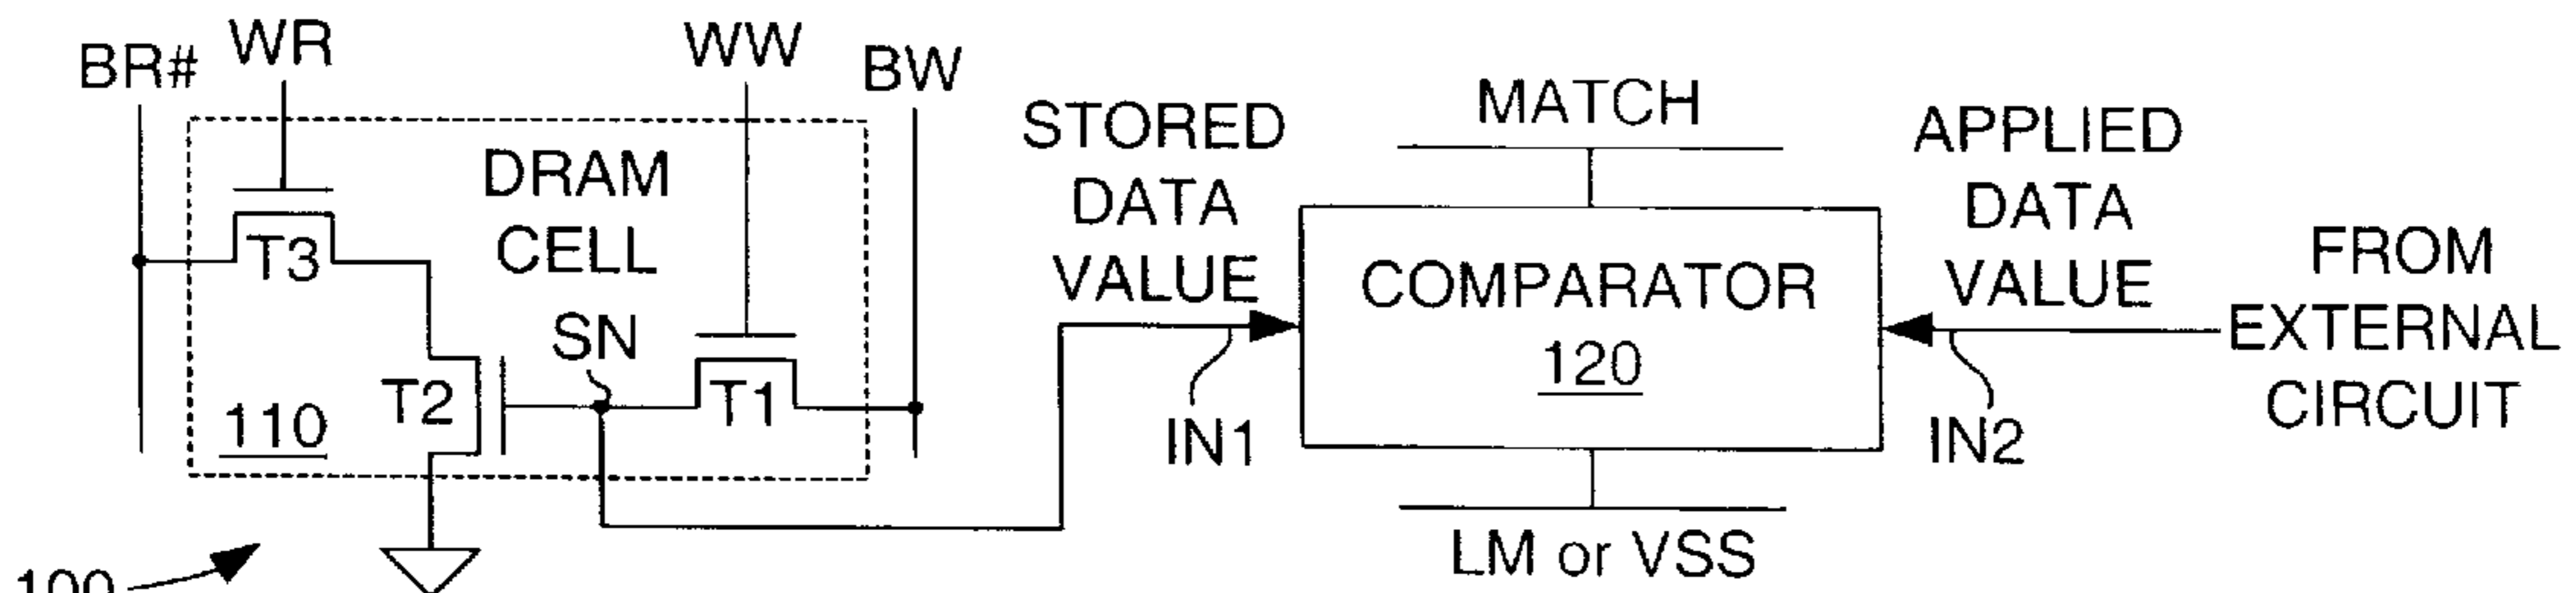 BR#
WR
WW
BW
DRAM
CELL
T3
SN
T2
T1
110
STORED
DATA
VALUE
IN1
MATCH
COMPARATOR
120
LM or VSS
APPLIED
DATA
VALUE
IN2
FROM
EXTERNAL
CIRCUIT
100